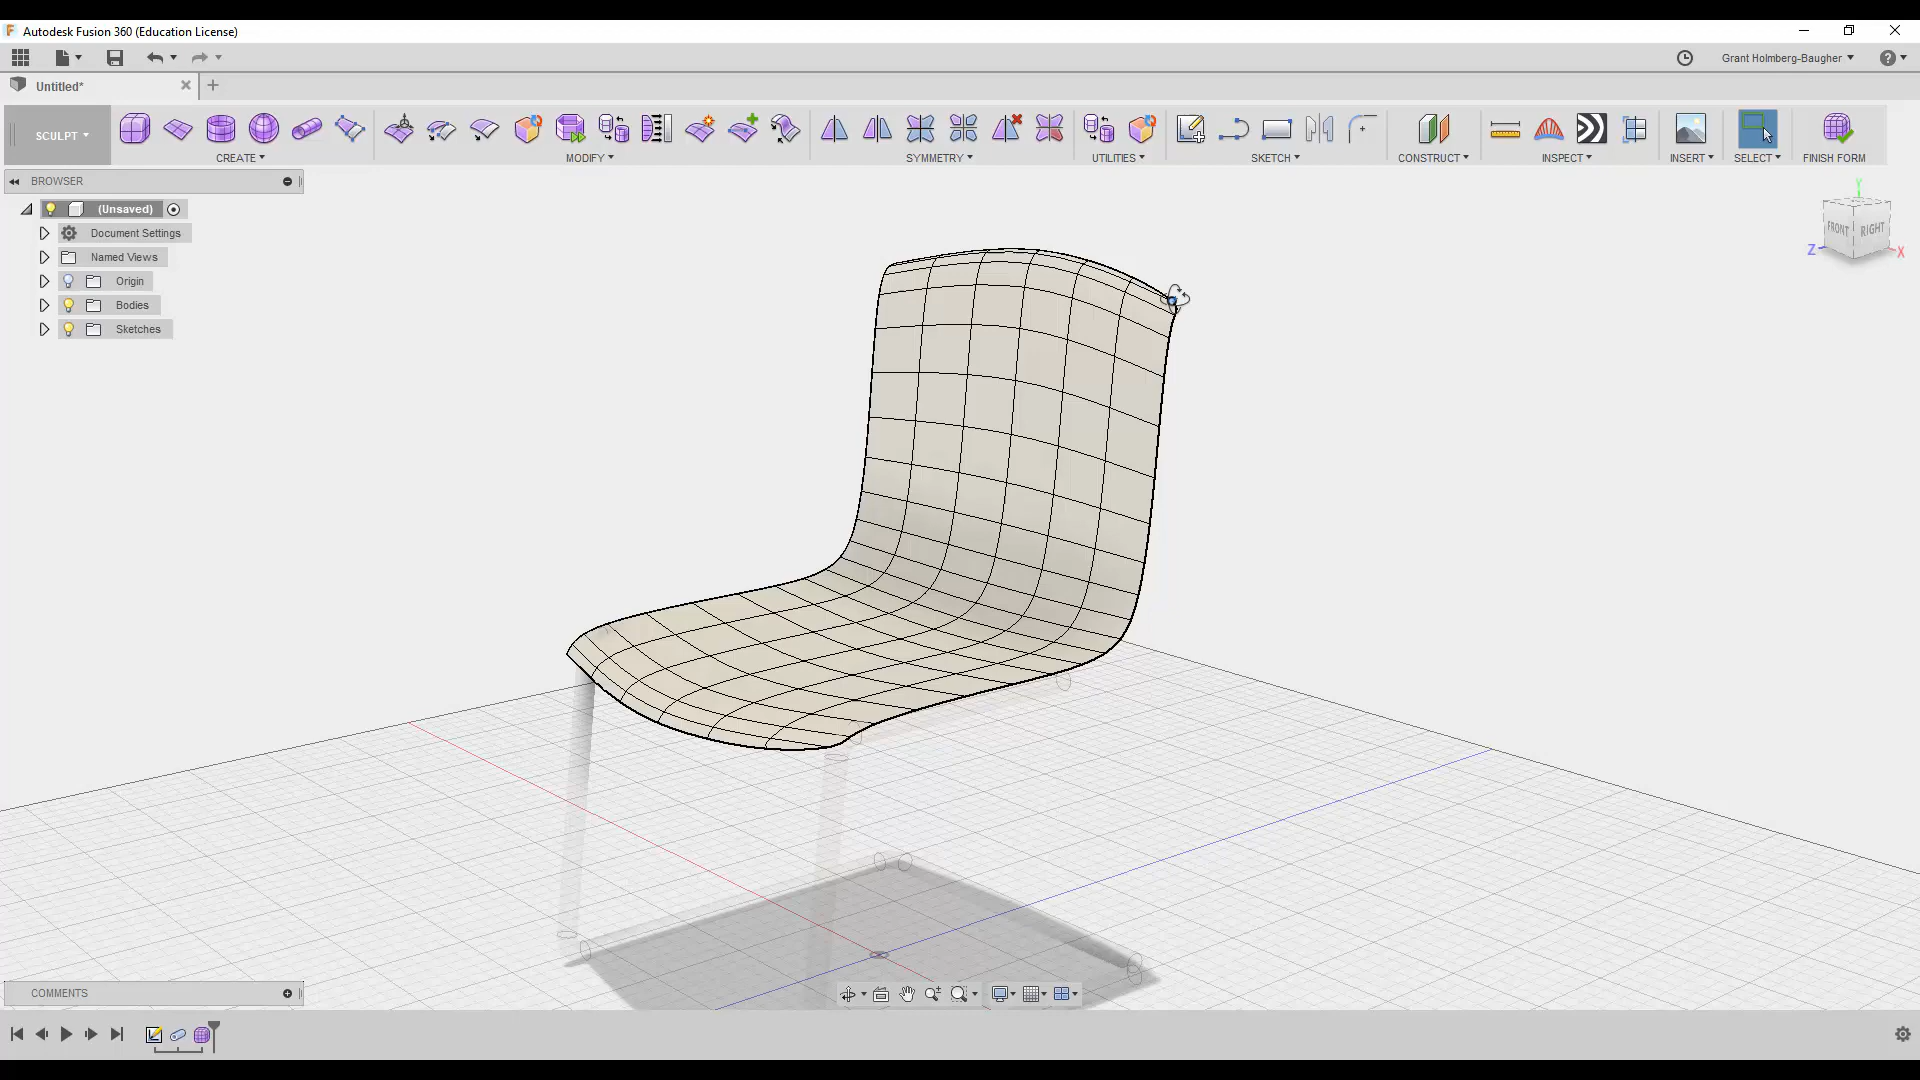 Autodesk Fusion 360 (Education License)
Grant Holmberg-Baugher
Untitled*
SCULPT
CREATE
MODIFY
SYMMETRY
UTILITIES
SKETCH
CONSTRUCT
INSPECT
INSERT
SELECT
FINISH FORM
BROWSER
(Unsaved)
Document Settings
Named Views
Origin
Bodies
Sketches
Y
FRONT
RIGHT
Z
X
COMMENTS